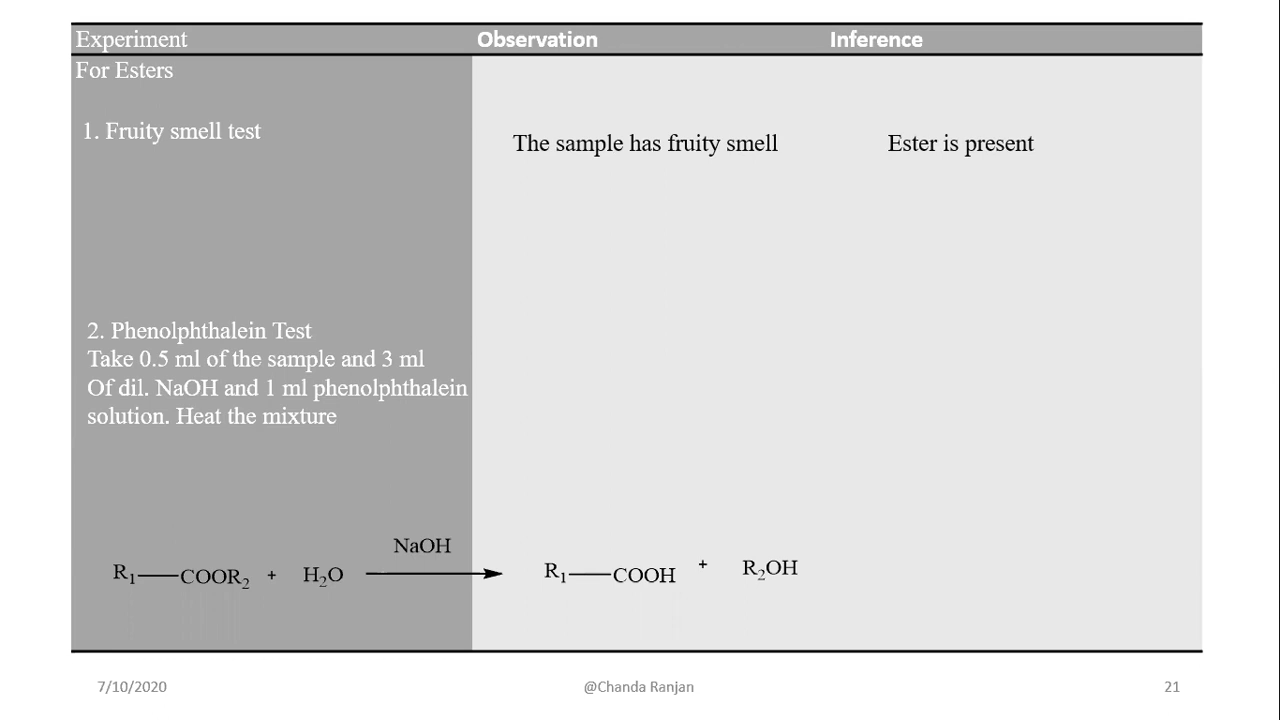 Experiment Observation Inference
For Esters
1. Fruity smell test
The sample has fruity smell Ester is present
2. Phenolphthalein Test
Take 0.5 ml of the sample and 3 ml
Of dil. NaOH and 1 ml phenolphthalein
solution. Heat the mixture
NaOH
R₁—COOR₂ + H₂O → R₁—COOH + R₂OH
7/10/2020 @Chanda Ranjan 21